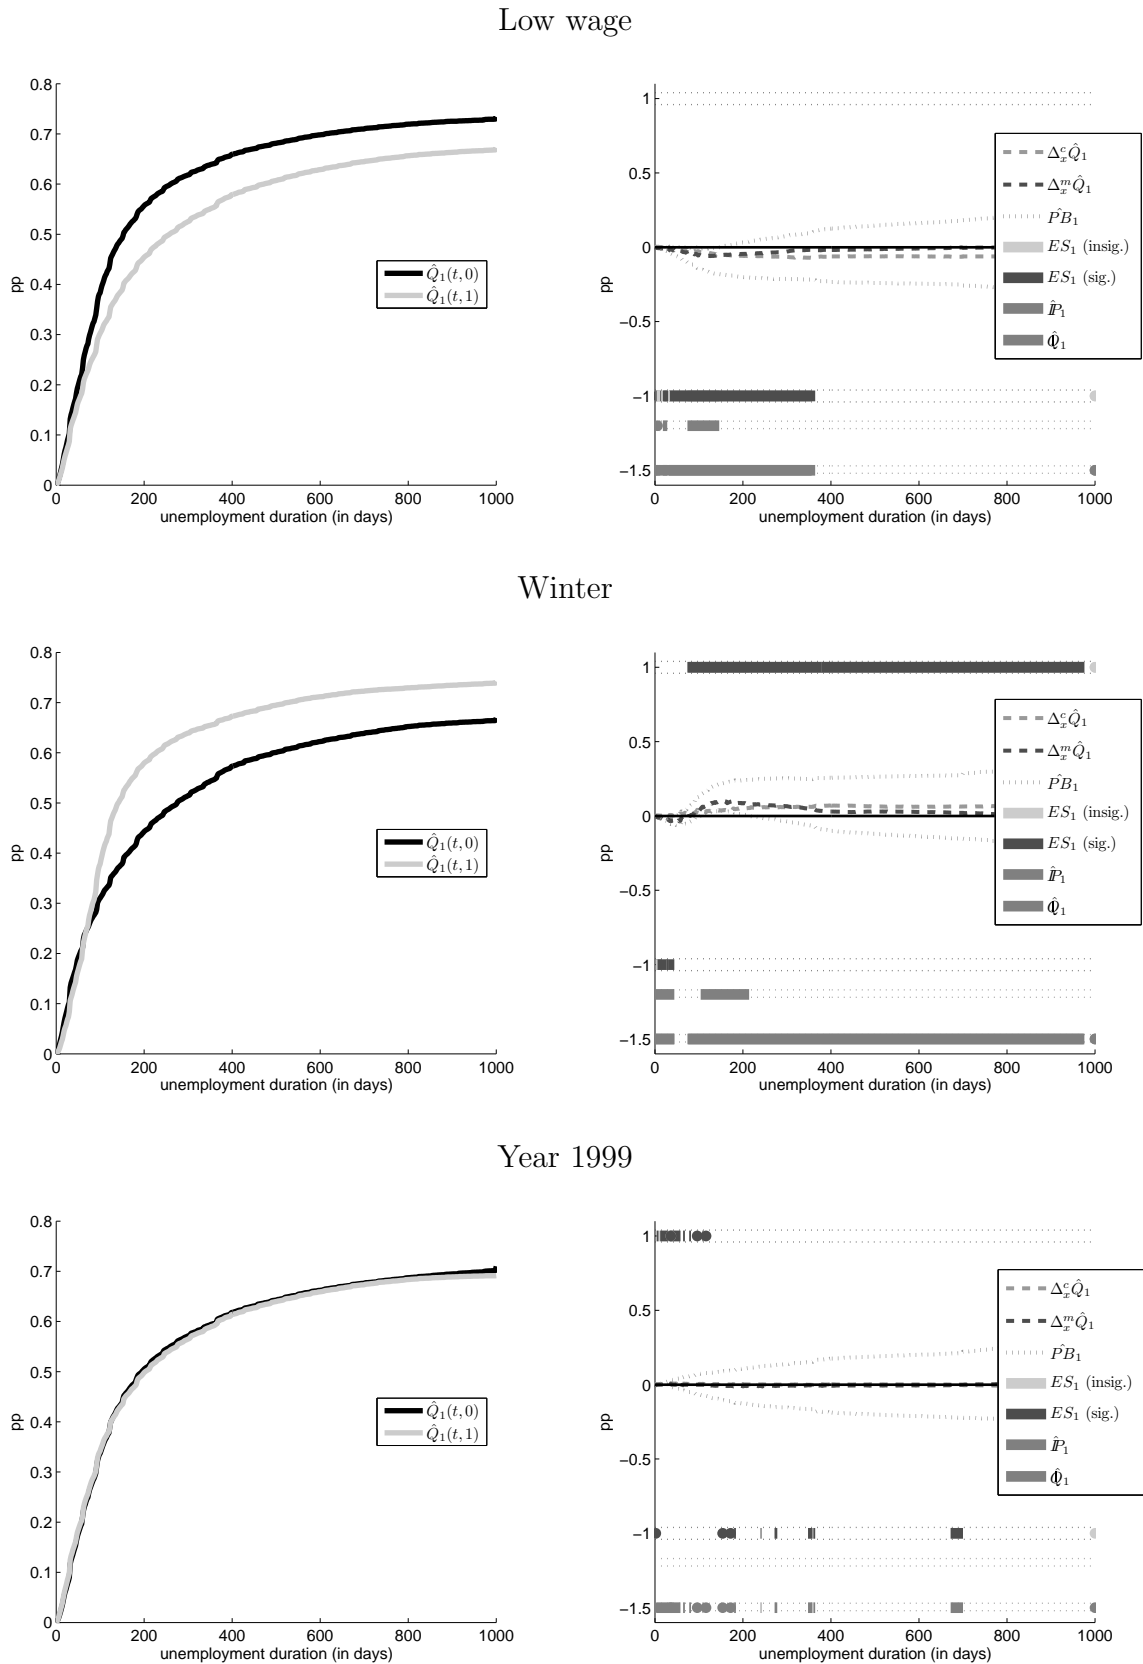 Low wage
0.8
0.7
0.6
0.5
0.4
0.3
0.2
0.1
0
pp
0 200 400 600 800 1000
unemployment duration (in days)
Q̂₁(t, 0)
Q̂₁(t, 1)
1
0.5
0
−0.5
−1
−1.5
pp
0 200 400 600 800 1000
unemployment duration (in days)
Δₓᶜ Q̂₁
Δₓᵐ Q̂₁
P̂B₁
ES₁ (insig.)
ES₁ (sig.)
ÎP₁
Q̂₁
Winter
0.8
0.7
0.6
0.5
0.4
0.3
0.2
0.1
0
pp
0 200 400 600 800 1000
unemployment duration (in days)
Q̂₁(t, 0)
Q̂₁(t, 1)
1
0.5
0
−0.5
−1
−1.5
pp
0 200 400 600 800 1000
unemployment duration (in days)
Δₓᶜ Q̂₁
Δₓᵐ Q̂₁
P̂B₁
ES₁ (insig.)
ES₁ (sig.)
ÎP₁
Q̂₁
Year 1999
0.8
0.7
0.6
0.5
0.4
0.3
0.2
0.1
0
pp
0 200 400 600 800 1000
unemployment duration (in days)
Q̂₁(t, 0)
Q̂₁(t, 1)
1
0.5
0
−0.5
−1
−1.5
pp
0 200 400 600 800 1000
unemployment duration (in days)
Δₓᶜ Q̂₁
Δₓᵐ Q̂₁
P̂B₁
ES₁ (insig.)
ES₁ (sig.)
ÎP₁
Q̂₁